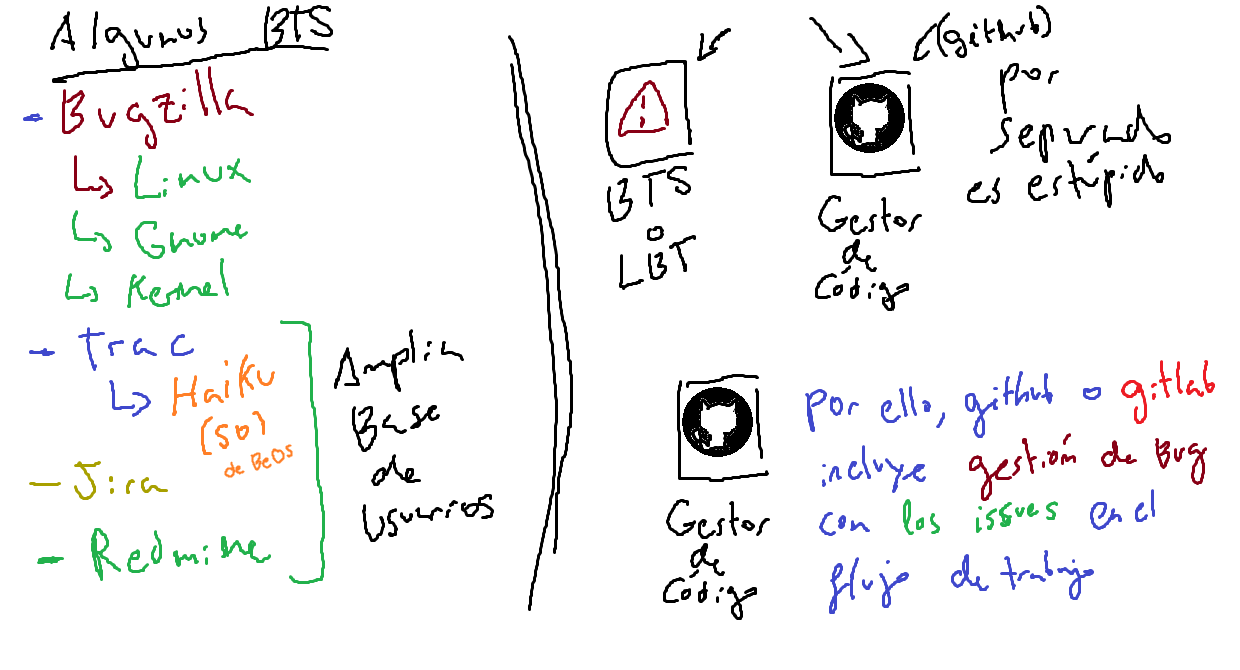 Algunos BTS
- Bugzilla
↳ Linux
↳ Gnome
↳ Kernel
- Trac
↳ Haiku
(SO)
de BeOs
- Jira
- Redmine
Amplia
Base
de
Usuarios
BTS
o
LBT
(github)
Gestor
de
Código
por
separado
es estúpido
Gestor
de
Código
Por ello, github o gitlab
incluye gestión de Bug
con los issues en el
flujo de trabajo